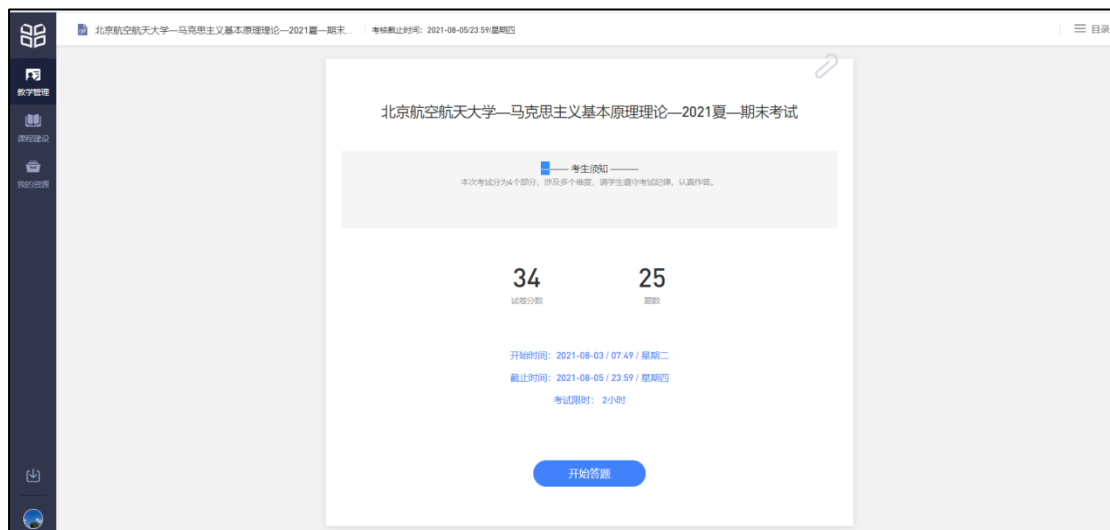 北京航空航天大学—马克思主义基本原理理论—2021夏—期末... 考核截止时间：2021-08-05/23:59/星期四
目录
教学管理
课程建设
我的资源
北京航空航天大学—马克思主义基本原理理论—2021夏—期末考试
—— 考生须知 ——
本次考试分为4个部分，涉及多个维度，请学生遵守考试纪律，认真作答。
34 25
试卷分数 题数
开始时间：2021-08-03 / 07:49 / 星期二
截止时间：2021-08-05 / 23:59 / 星期四
考试限时： 2小时
开始答题